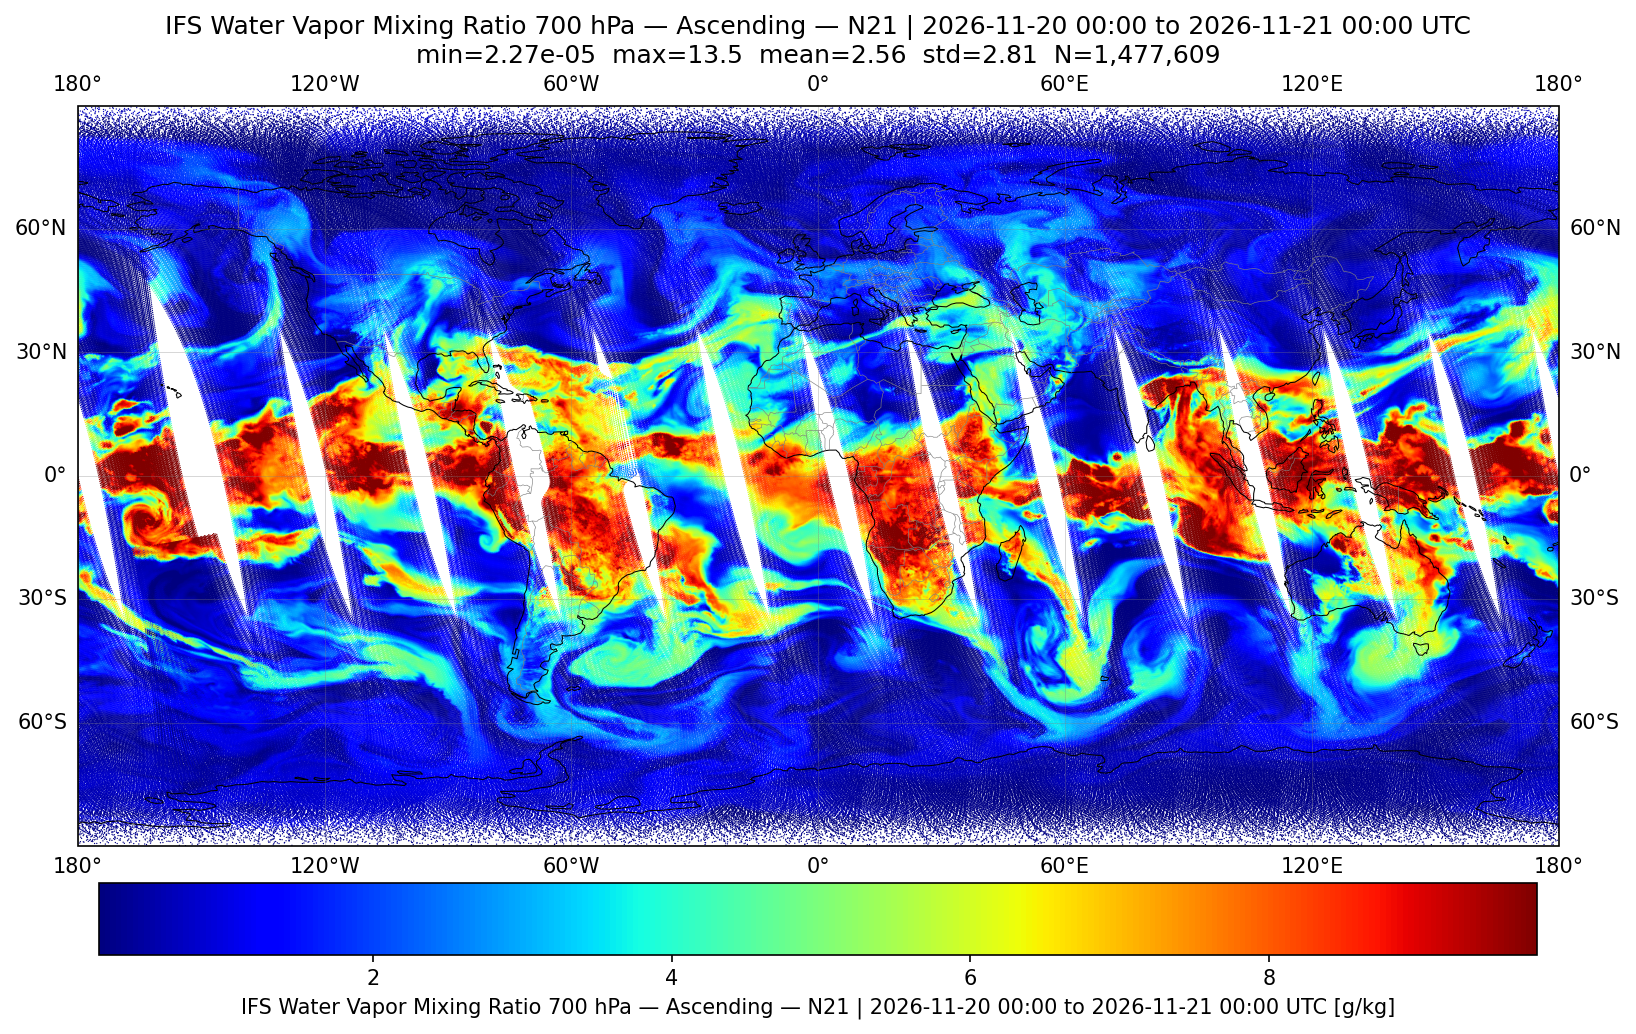 IFS Water Vapor Mixing Ratio 700 hPa — Ascending — N21 | 2026-11-20 00:00 to 2026-11-21 00:00 UTC
min=2.27e-05  max=13.5  mean=2.56  std=2.81  N=1,477,609
180° 120°W 60°W 0° 60°E 120°E 180°
60°N 60°N
30°N 30°N
0° 0°
30°S 30°S
60°S 60°S
180° 120°W 60°W 0° 60°E 120°E 180°
2 4 6 8
IFS Water Vapor Mixing Ratio 700 hPa — Ascending — N21 | 2026-11-20 00:00 to 2026-11-21 00:00 UTC [g/kg]